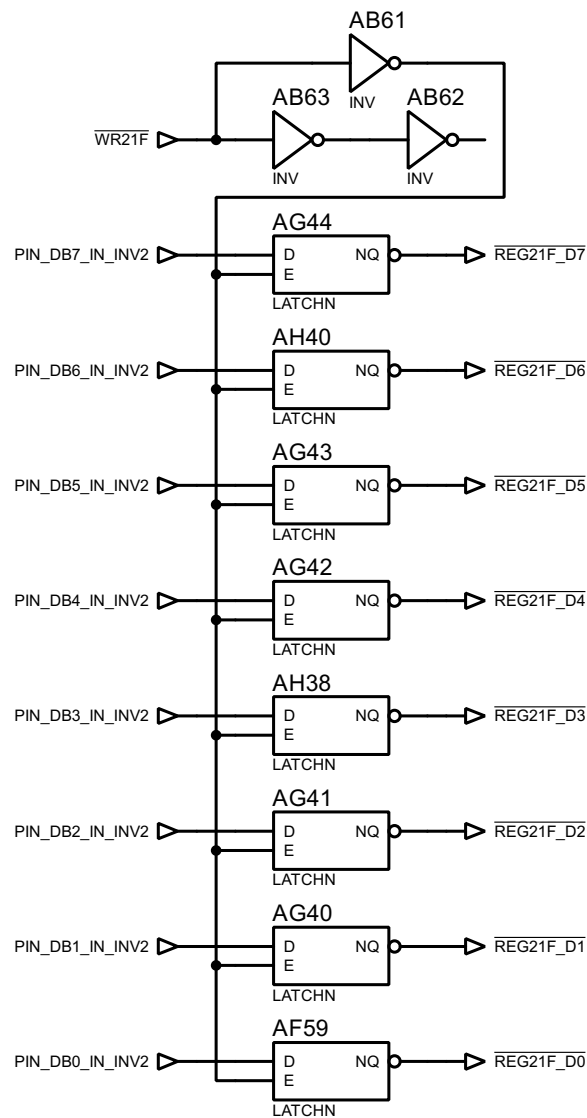 AB61
INV
AB63
AB62
WR21F
INV
INV
AG44
PIN_DB7_IN_INV2
D
NQ
REG21F_D7
E
LATCHN
AH40
PIN_DB6_IN_INV2
D
NQ
REG21F_D6
E
LATCHN
AG43
PIN_DB5_IN_INV2
D
NQ
REG21F_D5
E
LATCHN
AG42
PIN_DB4_IN_INV2
D
NQ
REG21F_D4
E
LATCHN
AH38
PIN_DB3_IN_INV2
D
NQ
REG21F_D3
E
LATCHN
AG41
PIN_DB2_IN_INV2
D
NQ
REG21F_D2
E
LATCHN
AG40
PIN_DB1_IN_INV2
D
NQ
REG21F_D1
E
LATCHN
AF59
PIN_DB0_IN_INV2
D
NQ
REG21F_D0
E
LATCHN